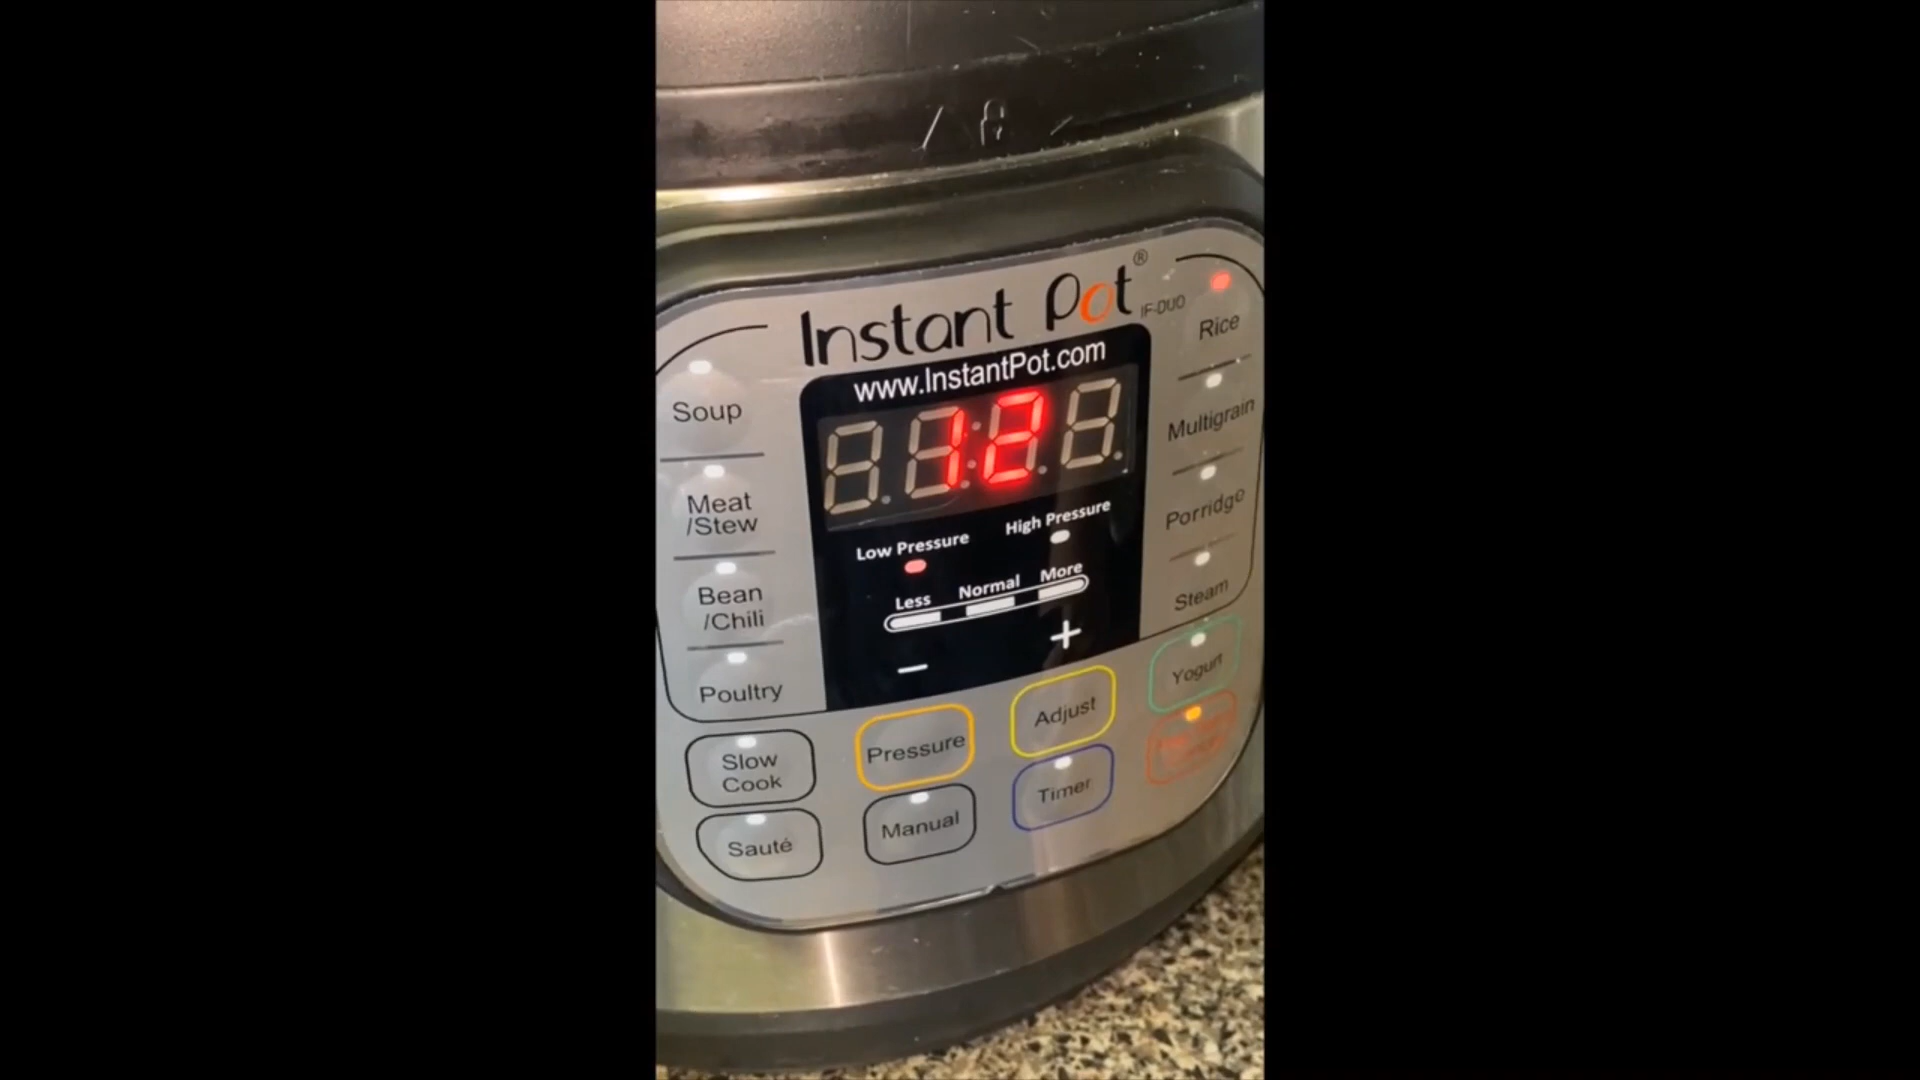 Instant Pot®
IF-DUO
www.InstantPot.com
12
Low Pressure
High Pressure
Less Normal More
− +
Soup
Meat
/Stew
Bean
/Chili
Poultry
Rice
Multigrain
Porridge
Steam
Slow
Cook
Sauté
Pressure
Manual
Adjust
Timer
Yogurt